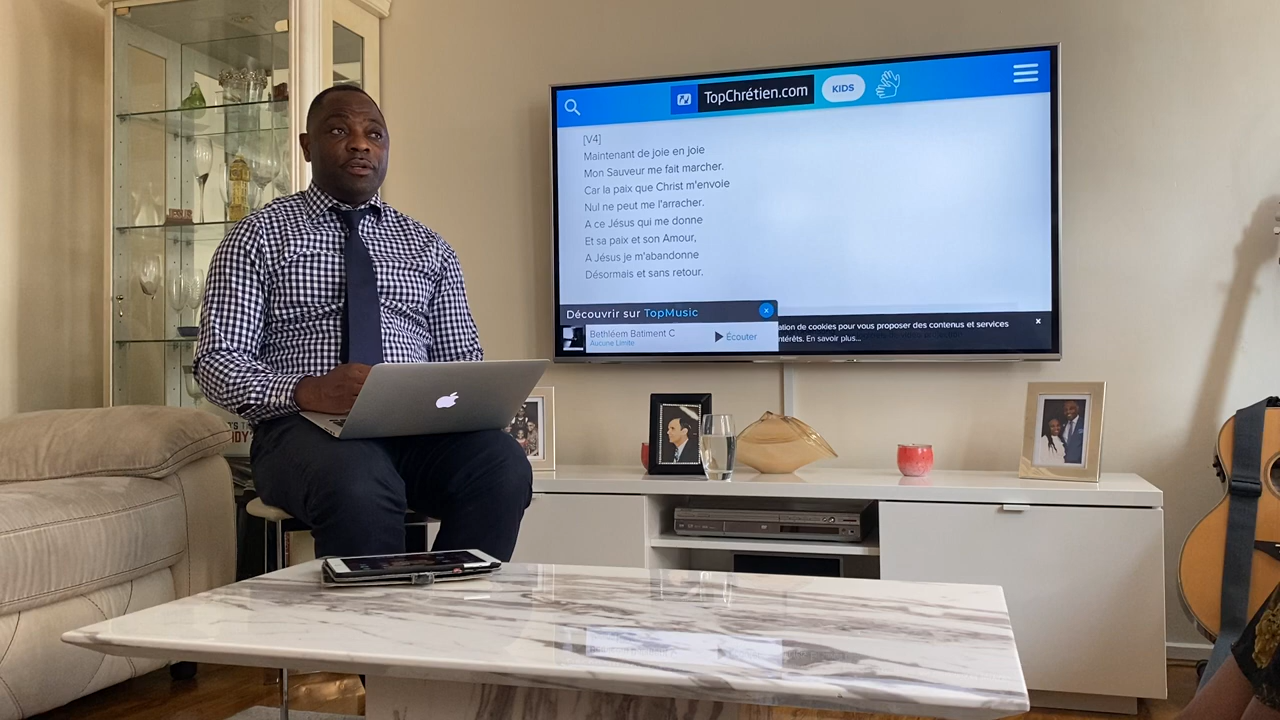 TopChrétien.com
KIDS
[V4]
Maintenant de joie en joie
Mon Sauveur me fait marcher.
Car la paix que Christ m'envoie
Nul ne peut me l'arracher.
A ce Jésus qui me donne
Et sa paix et son Amour,
A Jésus je m'abandonne
Désormais et sans retour.
Découvrir sur TopMusic
x
Bethléem Batiment C
Aucune Limite
Écouter
ation de cookies pour vous proposer des contenus et services
ntérêts. En savoir plus...
x